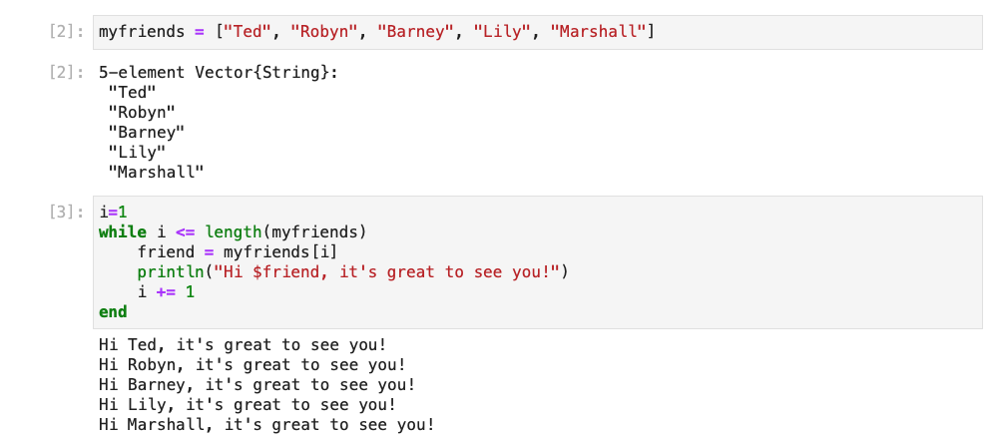 [2]: myfriends = ["Ted", "Robyn", "Barney", "Lily", "Marshall"]
[2]: 5-element Vector{String}:
 "Ted"
 "Robyn"
 "Barney"
 "Lily"
 "Marshall"
[3]: i=1
while i <= length(myfriends)
    friend = myfriends[i]
    println("Hi $friend, it's great to see you!")
    i += 1
end
Hi Ted, it's great to see you!
Hi Robyn, it's great to see you!
Hi Barney, it's great to see you!
Hi Lily, it's great to see you!
Hi Marshall, it's great to see you!